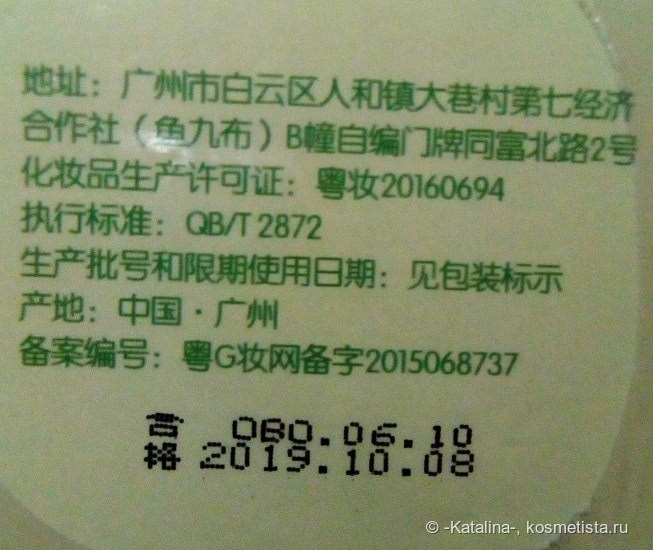 地址：广州市白云区人和镇大巷村第七经济
合作社（鱼九布）B幢自编门牌同富北路2号
化妆品生产许可证：粤妆20160694
执行标准：QB/T 2872
生产批号和限期使用日期：见包装标示
产地：中国·广州
备案编号：粤G妆网备字2015068737
合 080.06.10
格 2019.10.08
© -Katalina-, kosmetista.ru